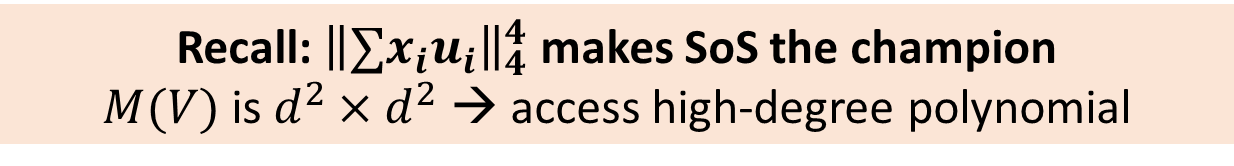 Recall: ‖∑xᵢuᵢ‖₄⁴ makes SoS the champion
M(V) is d² × d² → access high-degree polynomial